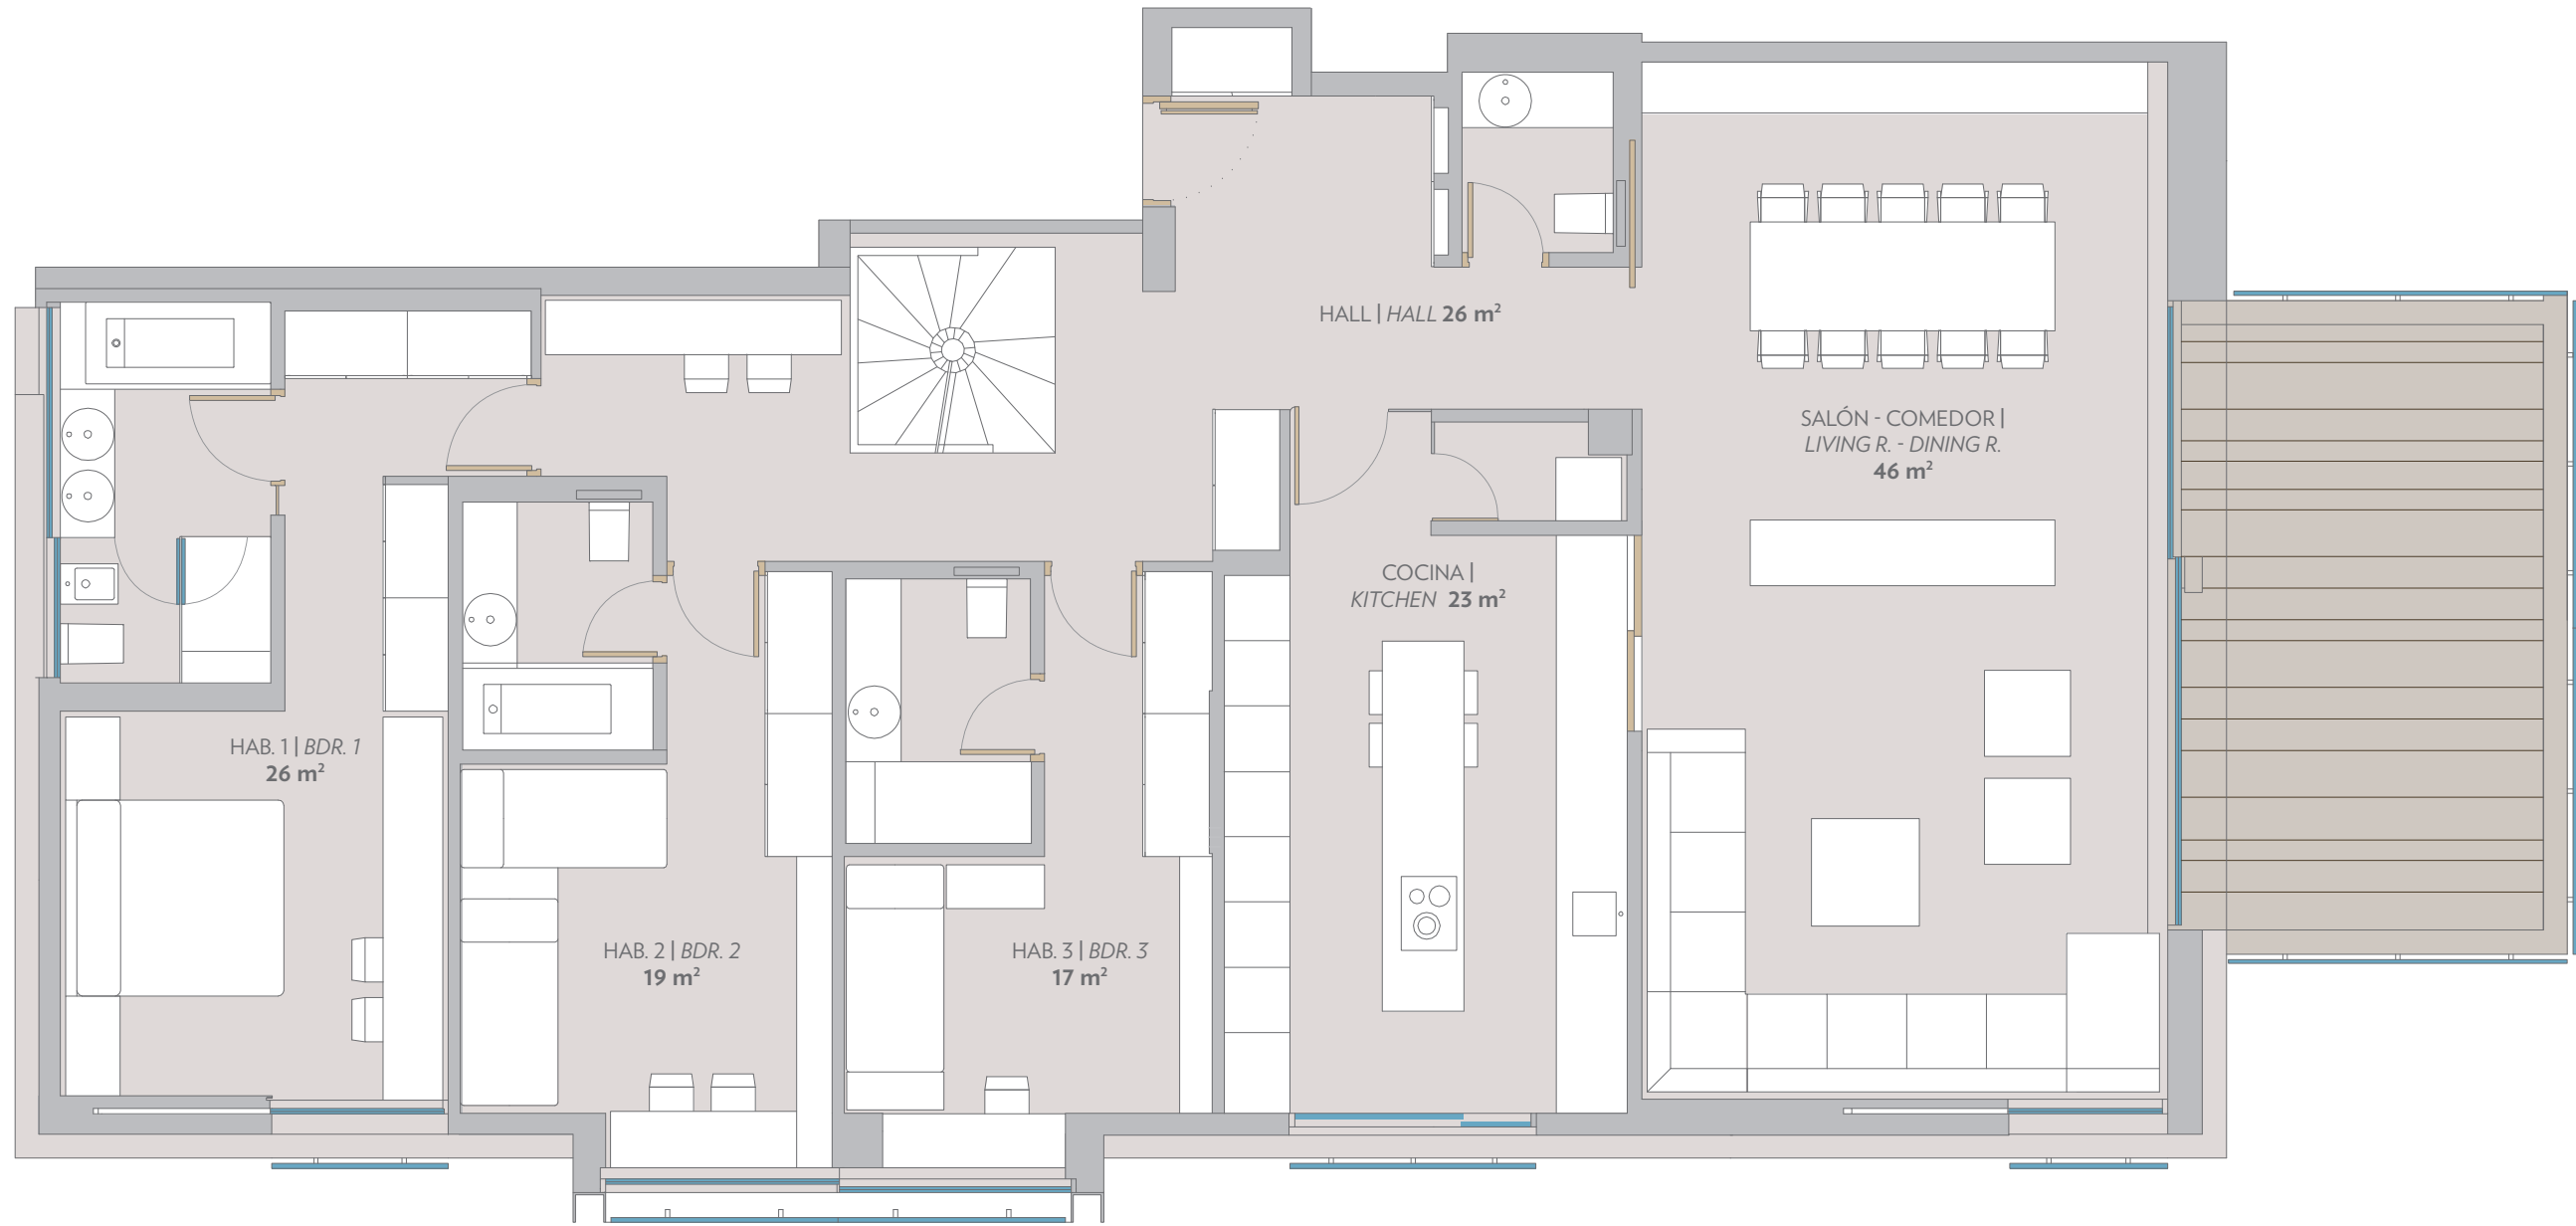 HALL | HALL 26 m²
SALÓN - COMEDOR |
LIVING R. - DINING R.
46 m²
COCINA |
KITCHEN 23 m²
HAB. 1 | BDR. 1
26 m²
HAB. 2 | BDR. 2
19 m²
HAB. 3 | BDR. 3
17 m²